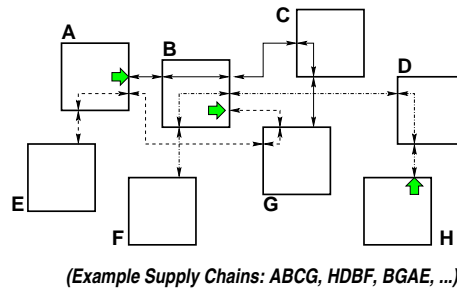 C
A
B
D
E
F
G
H
(Example Supply Chains: ABCG, HDBF, BGAE, ...)